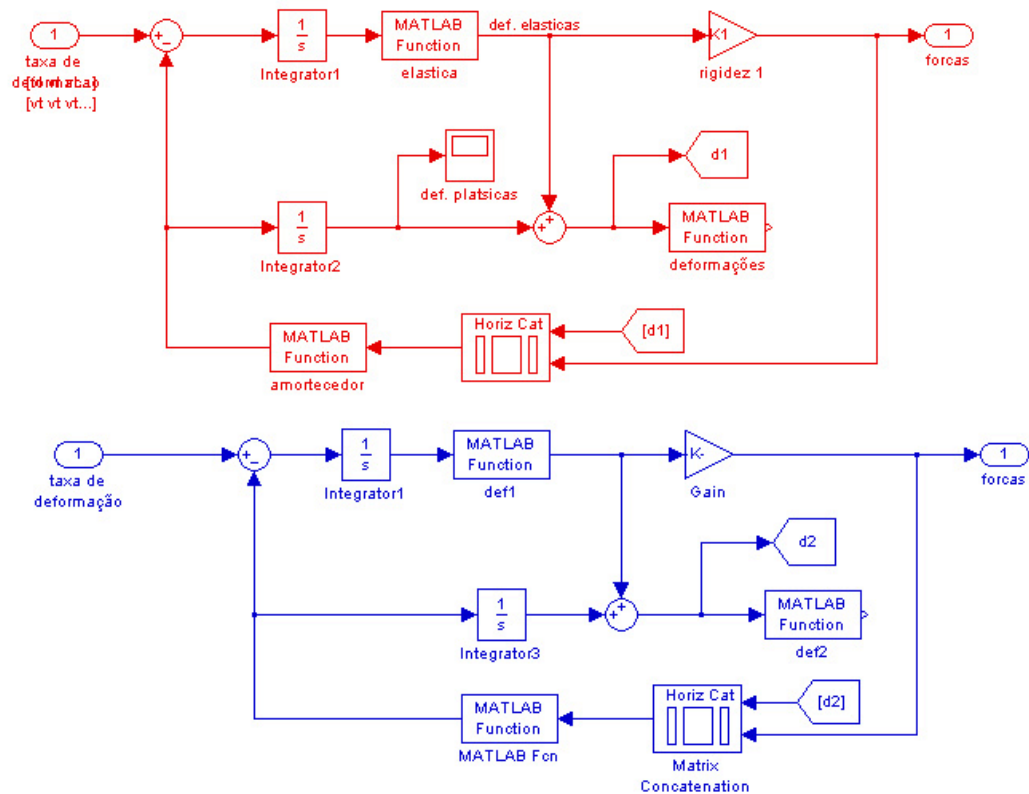 1
taxa de
[vt vt vt...]
+
−
1
s
Integrator1
MATLAB
Function
elastica
def. elasticas
K1
rigidez 1
1
forcas
def. platsicas
d1
1
s
Integrator2
+
+
MATLAB
Function
deformações
MATLAB
Function
amortecedor
Horiz Cat
[d1]
1
taxa de
deformação
+
−
1
s
Integrator1
MATLAB
Function
def1
K-
Gain
1
forcas
d2
1
s
Integrator3
+
+
MATLAB
Function
def2
MATLAB
Function
MATLAB Fcn
Horiz Cat
Matrix
Concatenation
[d2]